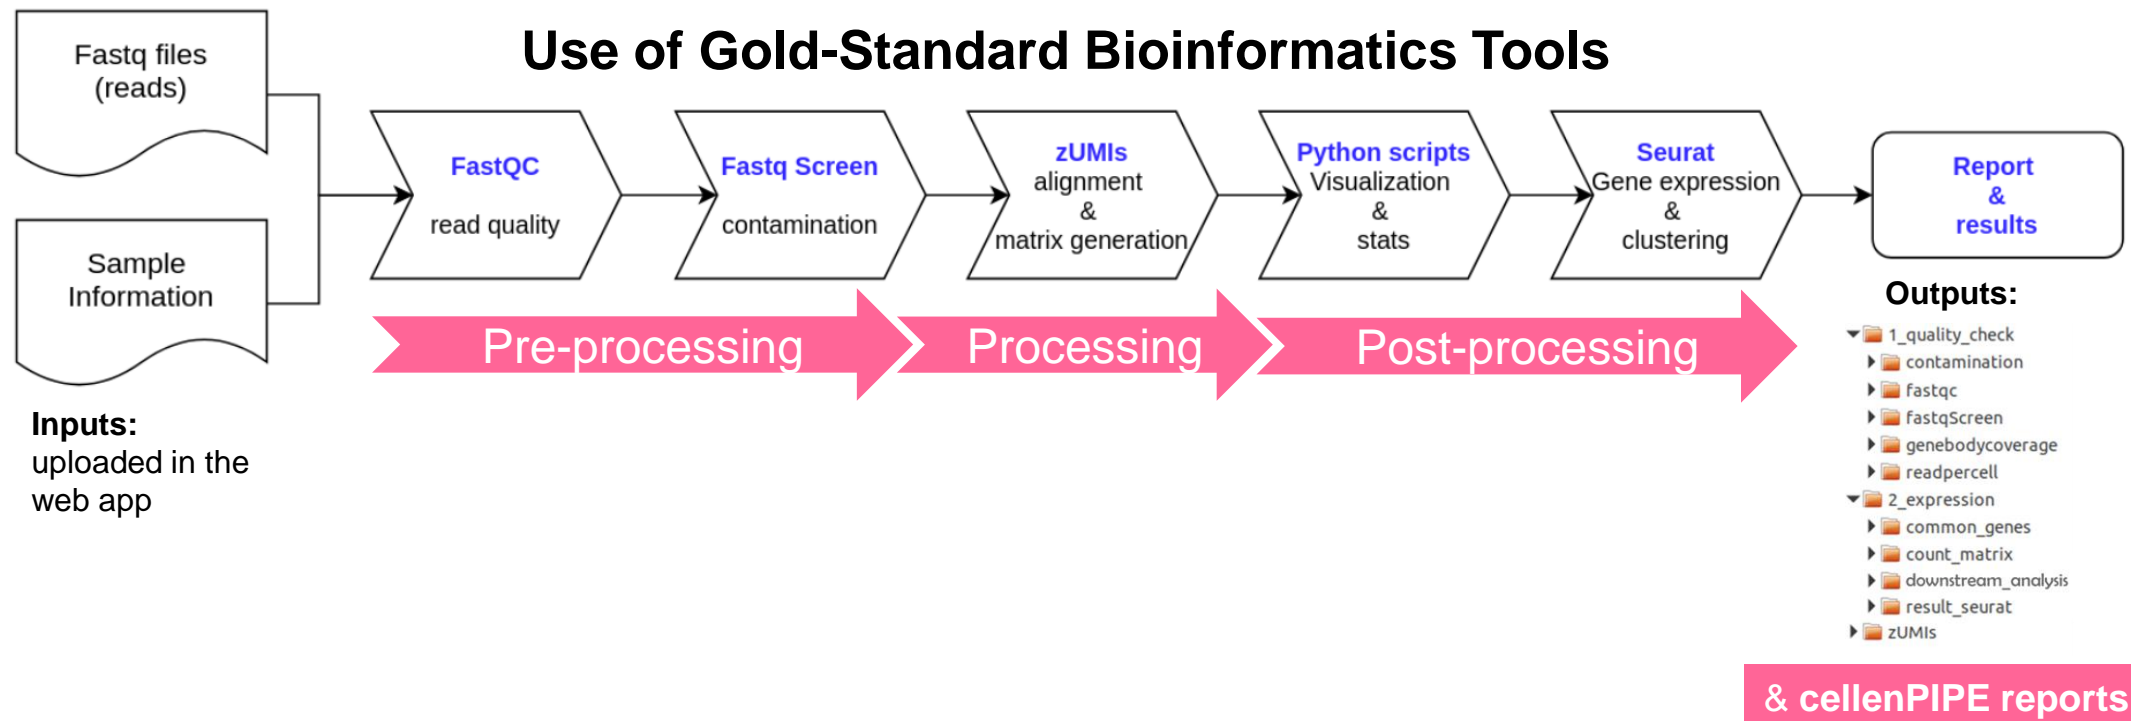 Use of Gold-Standard Bioinformatics Tools
Fastq files
(reads)
Sample
Information
Inputs:
uploaded in the
web app
FastQC
read quality
Fastq Screen
contamination
zUMIs
alignment
&
matrix generation
Python scripts
Visualization
&
stats
Seurat
Gene expression
&
clustering
Report
&
results
Pre-processing
Processing
Post-processing
Outputs:
1_quality_check
contamination
fastqc
fastqScreen
genebodycoverage
readpercell
2_expression
common_genes
count_matrix
downstream_analysis
result_seurat
zUMIs
& cellenPIPE reports